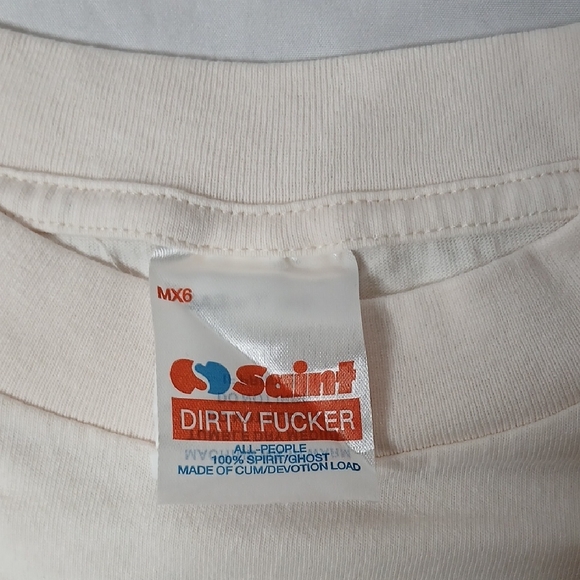 MX6
Saint
DIRTY FUCKER
ALL-PEOPLE
100% SPIRIT/GHOST
MADE OF CUM/DEVOTION LOAD